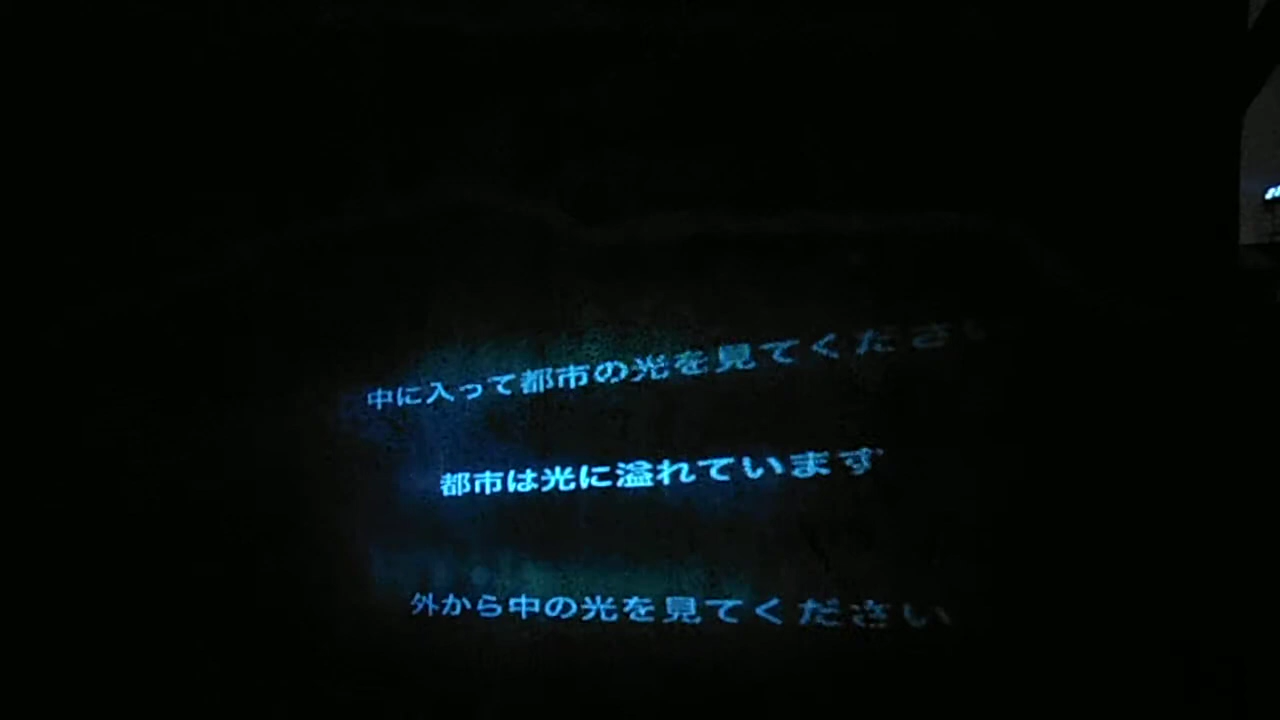 中に入って都市の光を見てください
都市は光に溢れています
外から中の光を見てください